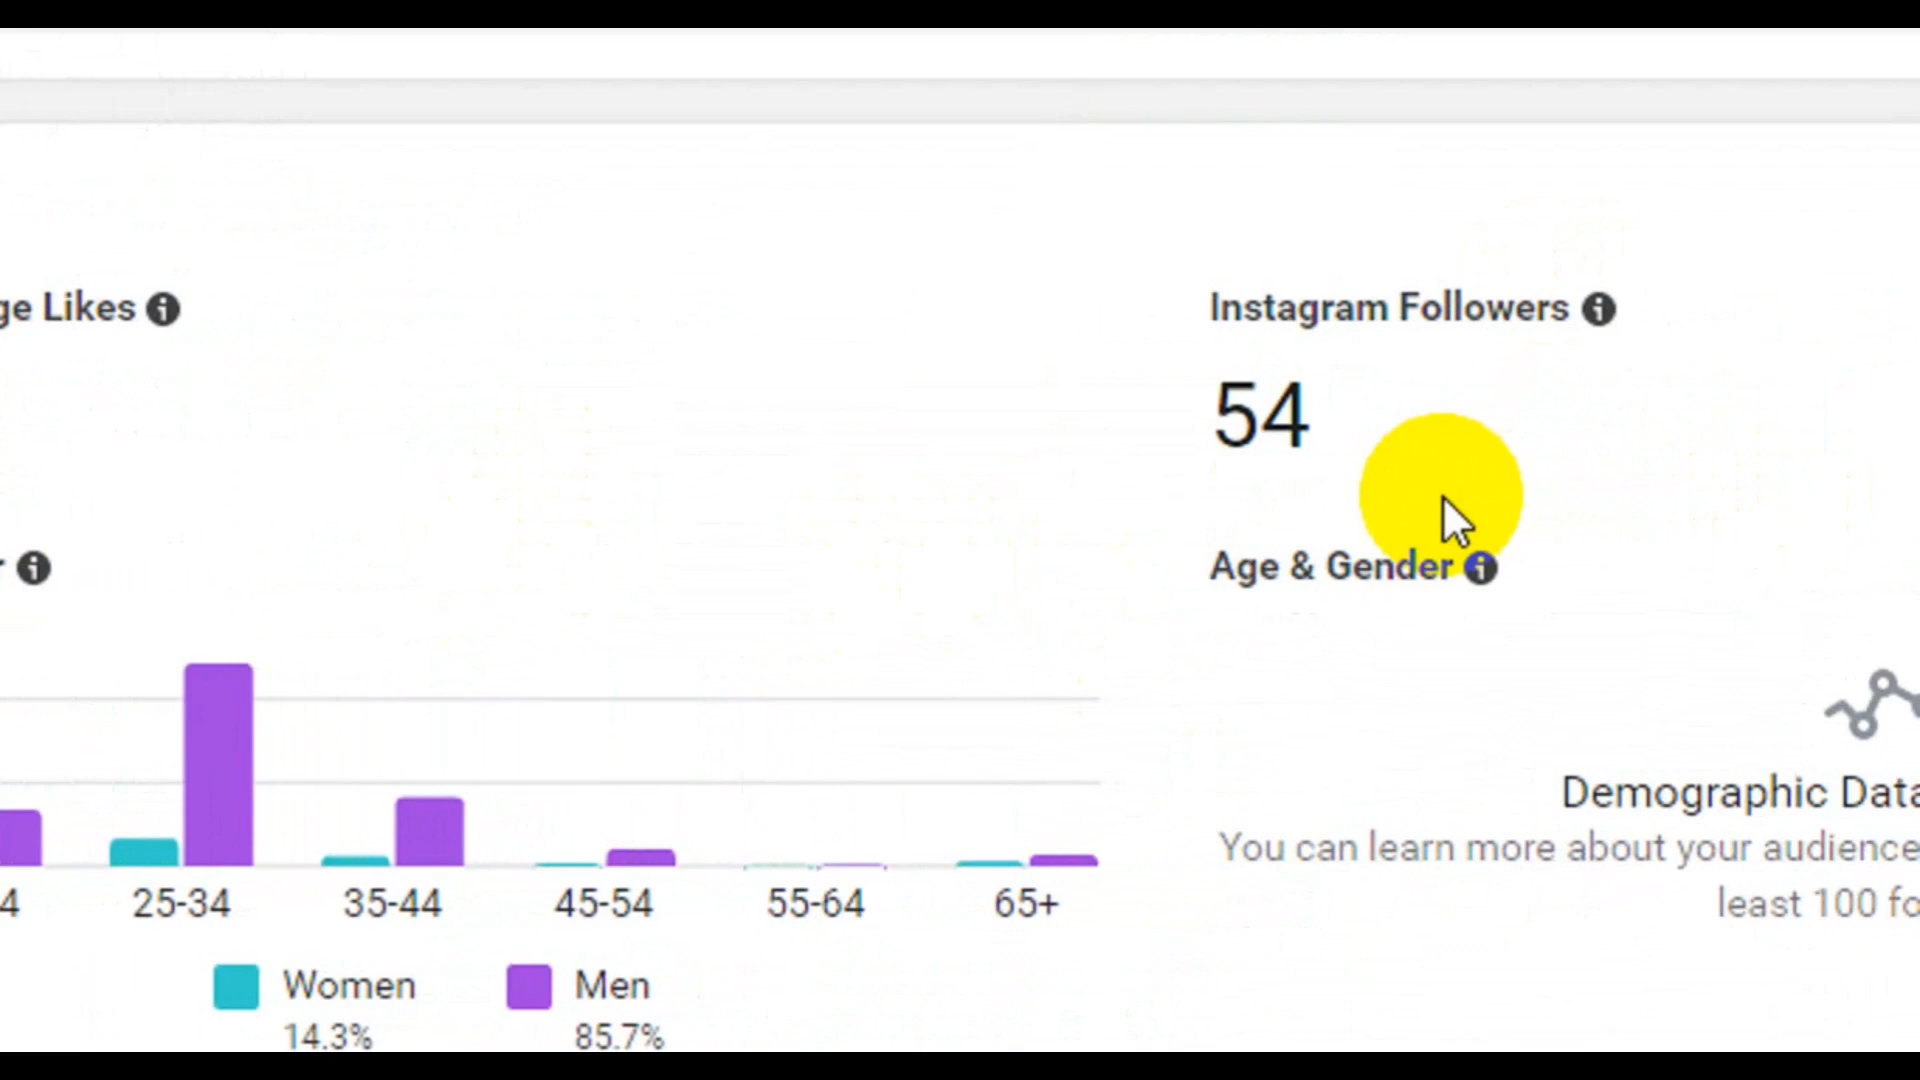 ge Likes
Instagram Followers
54
Age & Gender
Demographic Data
You can learn more about your audience
least 100 fo
4 25-34 35-44 45-54 55-64 65+
Women Men
14.3% 85.7%